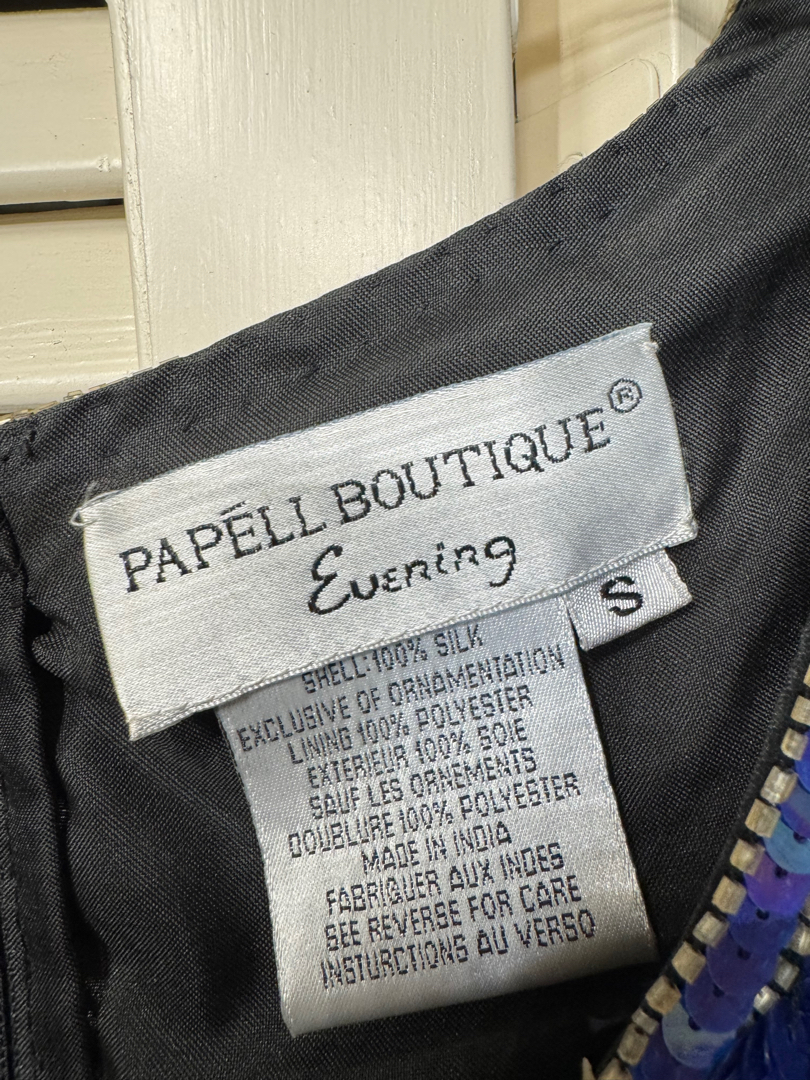 PAPÉLL BOUTIQUE®
Evening
S
SHELL:100% SILK
EXCLUSIVE OF ORNAMENTATION
LINING 100% POLYESTER
EXTERIEUR 100% SOIE
SAUF LES ORNEMENTS
DOUBLURE 100% POLYESTER
MADE IN INDIA
FABRIQUER AUX INDES
SEE REVERSE FOR CARE
INSTURCTIONS AU VERSO